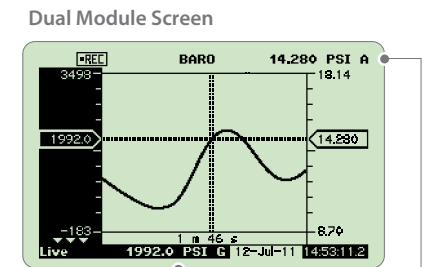 Dual Module Screen
REC BARO 14.280 PSI A
3498 18.14
1992.0 14.280
-183 8.70
1 m 46 s
Live 1992.0 PSI G 12-Jul-11 14:53:11.2